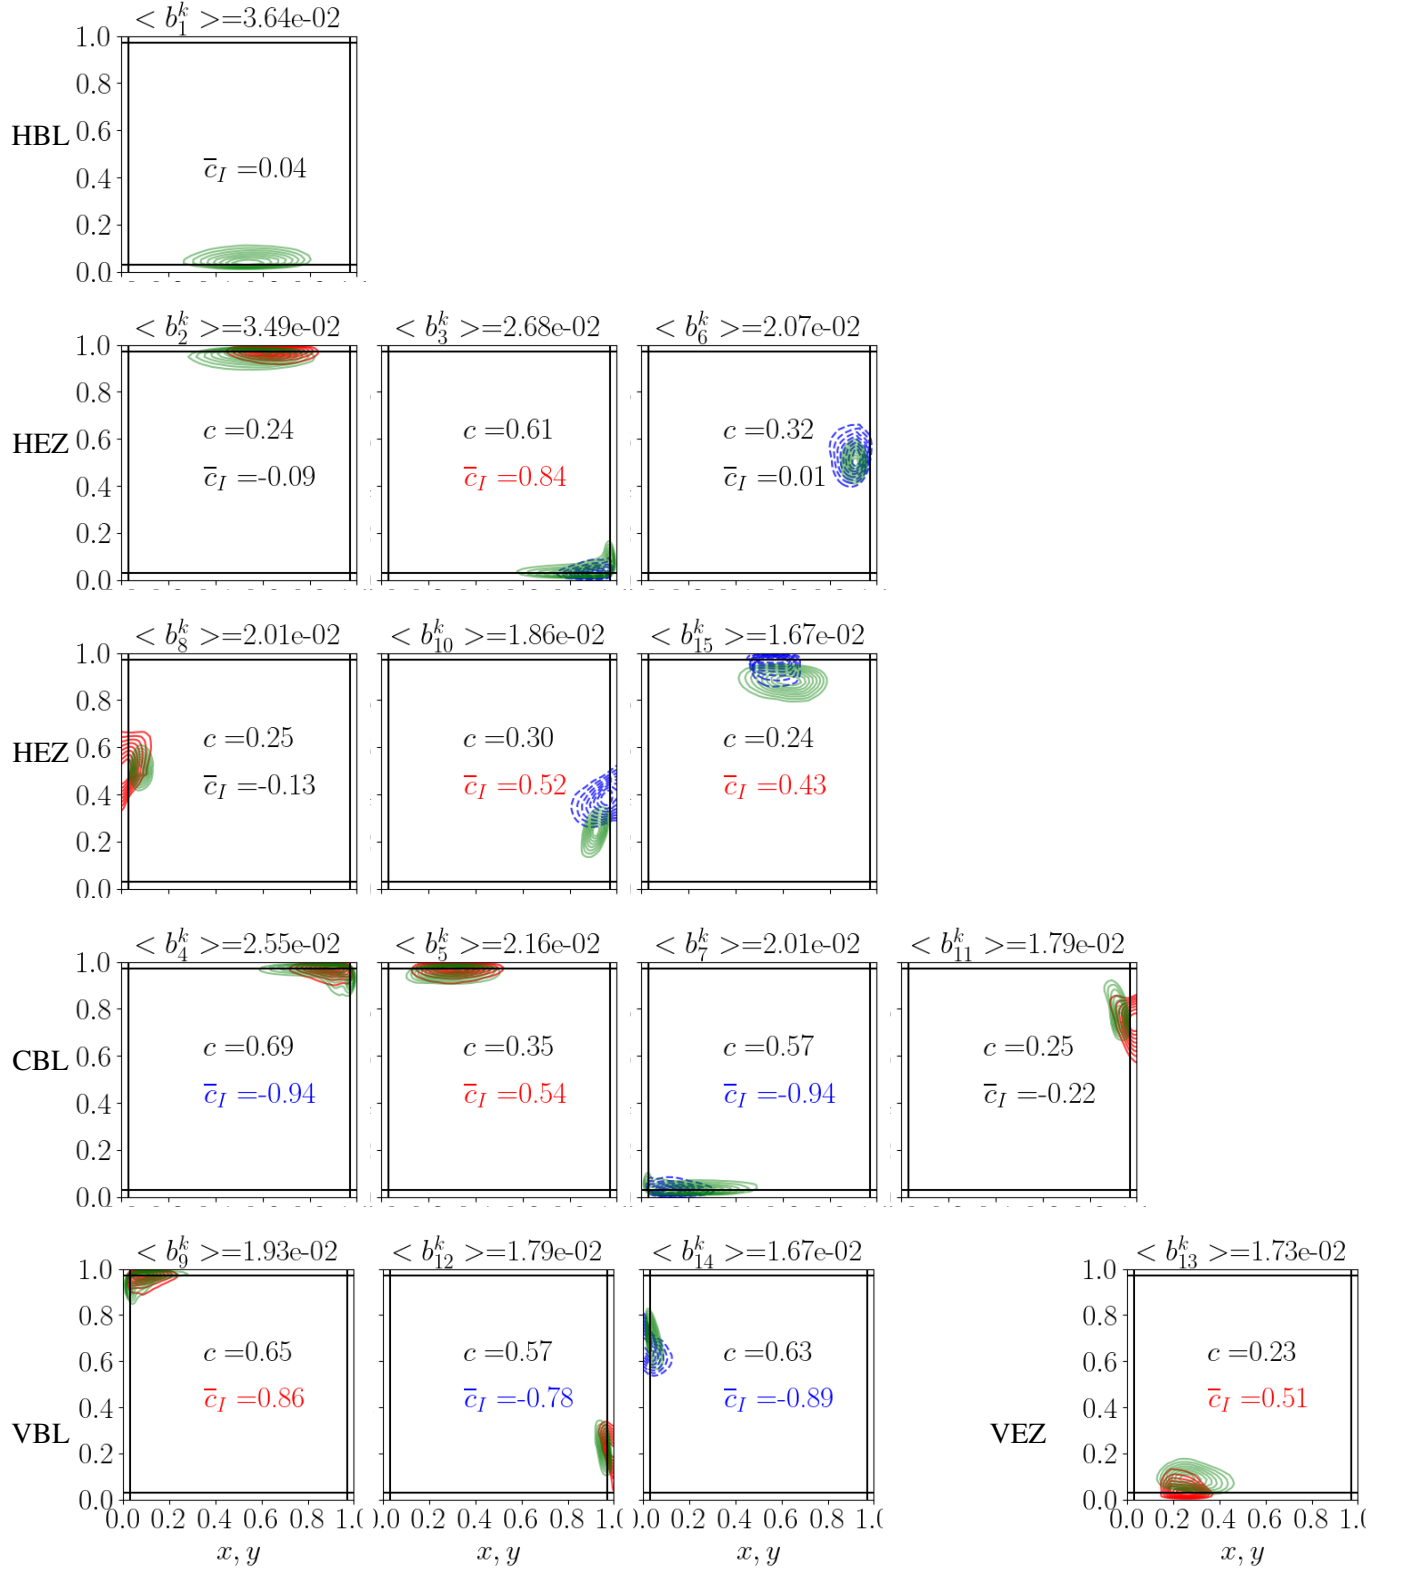 < b_1^k >=3.64e-02
1.0
0.8
HBL 0.6
c̅_I =0.04
0.4
0.2
0.0
< b_2^k >=3.49e-02 < b_3^k >=2.68e-02 < b_6^k >=2.07e-02
1.0
0.8
c =0.24 c =0.61 c =0.32
HEZ 0.6
c̅_I =-0.09 c̅_I =0.84 c̅_I =0.01
0.4
0.2
0.0
< b_8^k >=2.01e-02 < b_10^k >=1.86e-02 < b_15^k >=1.67e-02
1.0
0.8
c =0.25 c =0.30 c =0.24
HEZ 0.6
c̅_I =-0.13 c̅_I =0.52 c̅_I =0.43
0.4
0.2
0.0
< b_4^k >=2.55e-02 < b_5^k >=2.16e-02 < b_7^k >=2.01e-02 < b_11^k >=1.79e-02
1.0
0.8
c =0.69 c =0.35 c =0.57 c =0.25
CBL 0.6
c̅_I =-0.94 c̅_I =0.54 c̅_I =-0.94 c̅_I =-0.22
0.4
0.2
0.0
< b_9^k >=1.93e-02 < b_12^k >=1.79e-02 < b_14^k >=1.67e-02 < b_13^k >=1.73e-02
1.0 1.0
0.8 0.8
c =0.65 c =0.57 c =0.63 c =0.23
0.6 0.6
c̅_I =0.86 c̅_I =-0.78 c̅_I =-0.89 c̅_I =0.51
0.4 0.4
VBL VEZ
0.2 0.2
0.0 0.0
0.0 0.2 0.4 0.6 0.8 0.2 0.4 0.6 0.8 0.2 0.4 0.6 0.8 0.0 0.2 0.4 0.6 0.8
x, y x, y x, y x, y